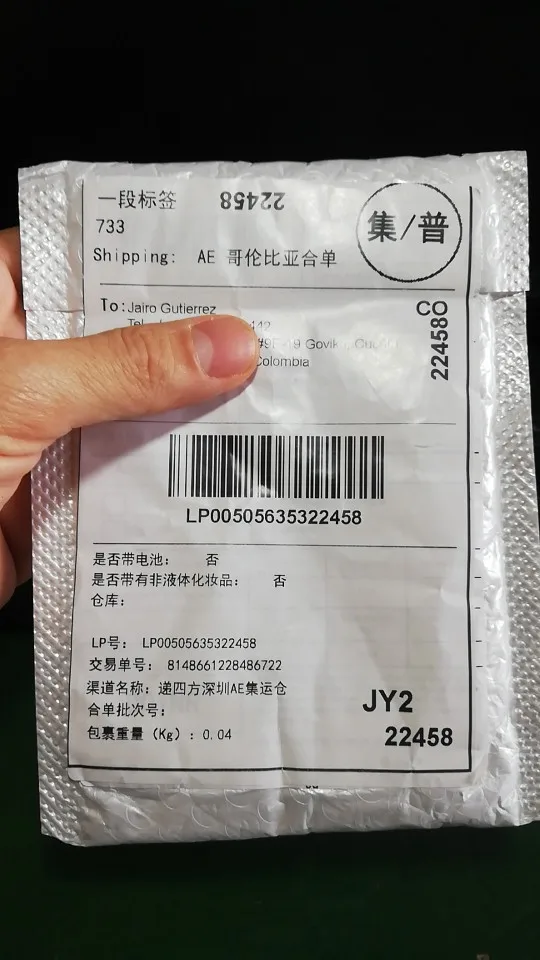 一段标签 22458
733
集/普
Shipping: AE 哥伦比亚合单
To: Jairo Gutierrez
CO
22458
442
Colombia
LP00505635322458
是否带电池： 否
是否带有非液体化妆品： 否
仓库：
LP号： LP00505635322458
交易单号： 8148661228486722
渠道名称：递四方深圳AE集运仓
合单批次号：
包裹重量（Kg）：0.04
JY2
22458